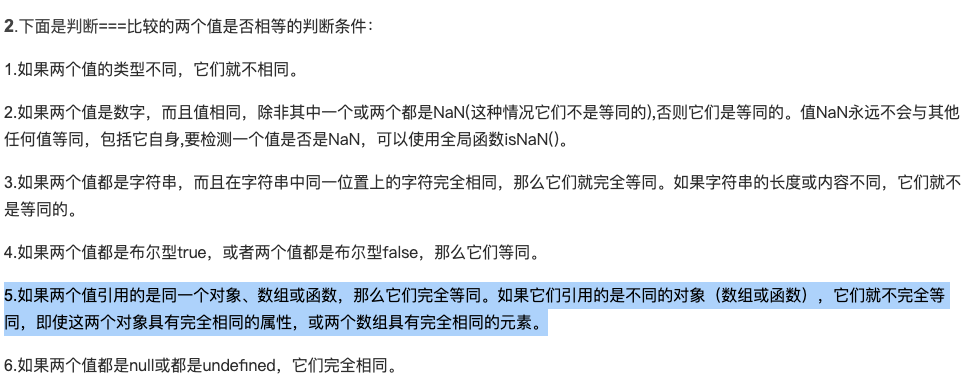 2.下面是判断===比较的两个值是否相等的判断条件：
1.如果两个值的类型不同，它们就不相同。
2.如果两个值是数字，而且值相同，除非其中一个或两个都是NaN(这种情况它们不是等同的),否则它们是等同的。值NaN永远不会与其他
任何值等同，包括它自身,要检测一个值是否是NaN，可以使用全局函数isNaN()。
3.如果两个值都是字符串，而且在字符串中同一位置上的字符完全相同，那么它们就完全等同。如果字符串的长度或内容不同，它们就不
是等同的。
4.如果两个值都是布尔型true，或者两个值都是布尔型false，那么它们等同。
5.如果两个值引用的是同一个对象、数组或函数，那么它们完全等同。如果它们引用的是不同的对象（数组或函数），它们就不完全等
同，即使这两个对象具有完全相同的属性，或两个数组具有完全相同的元素。
6.如果两个值都是null或都是undefined，它们完全相同。